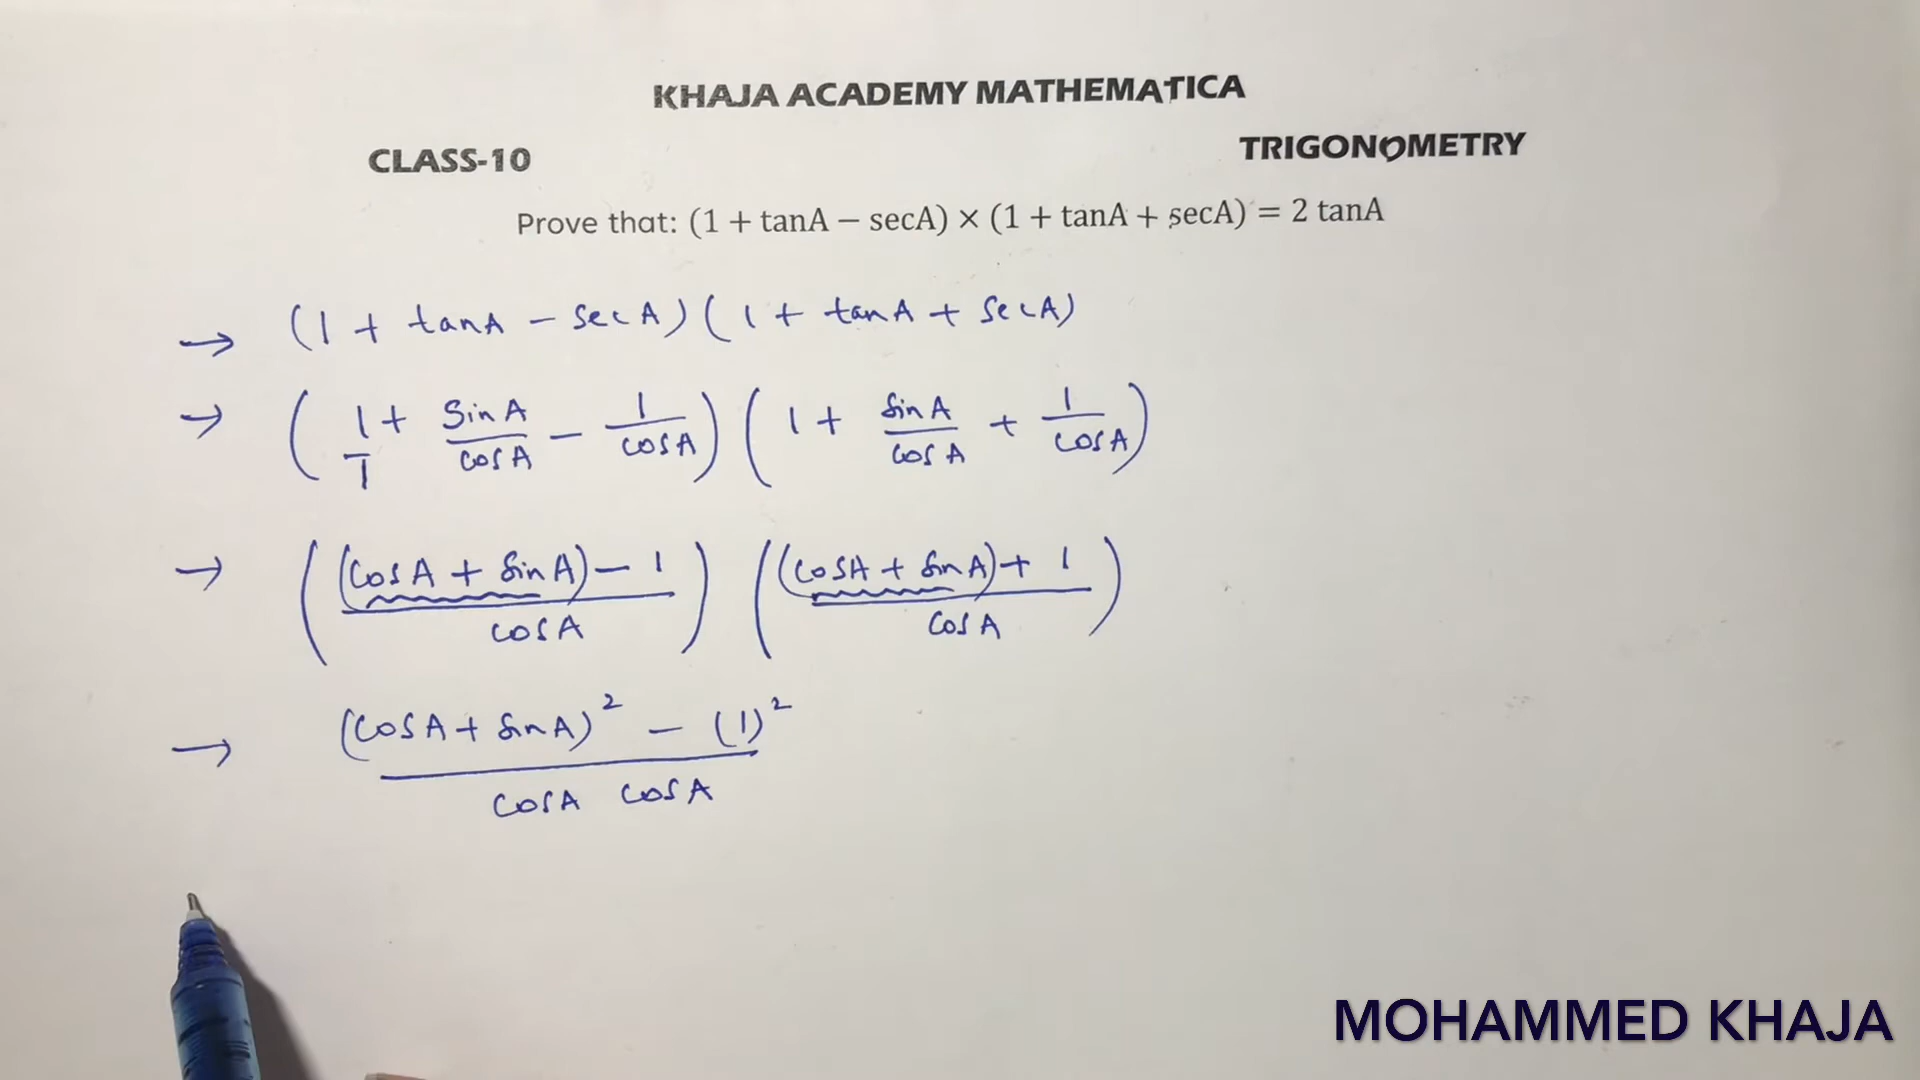 KHAJA ACADEMY MATHEMATICA
CLASS-10 TRIGONOMETRY
Prove that: (1 + tanA − secA) × (1 + tanA + secA) = 2 tanA
→ (1 + tanA − secA)(1 + tanA + secA)
→ (1/1 + SinA/cosA − 1/cosA)(1 + sinA/cosA + 1/cosA)
→ (((cosA + sinA) − 1)/cosA)(((cosA + sinA) + 1)/cosA)
→ ((cosA + sinA)² − (1)²)/(cosA cosA)
MOHAMMED KHAJA